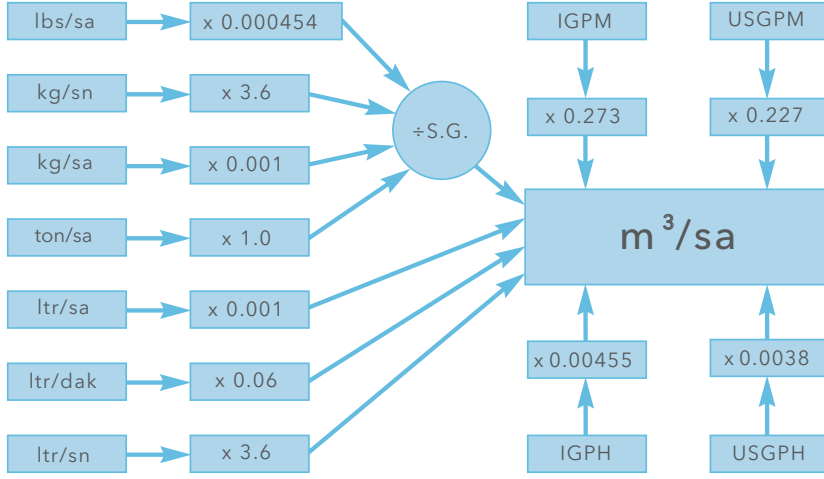 lbs/sa
x 0.000454
IGPM
USGPM
kg/sn
x 3.6
x 0.273
x 0.227
÷S.G.
kg/sa
x 0.001
ton/sa
x 1.0
m³/sa
ltr/sa
x 0.001
x 0.00455
x 0.0038
ltr/dak
x 0.06
ltr/sn
x 3.6
IGPH
USGPH